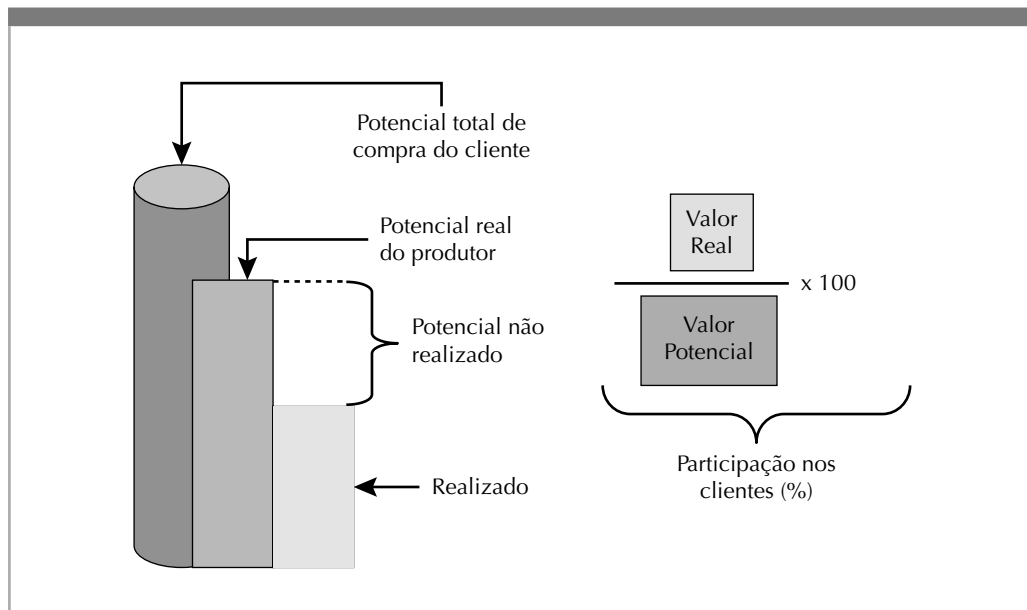 Potencial total de
compra do cliente
Potencial real
do produtor
Potencial não
realizado
Realizado
Valor
Real
x 100
Valor
Potencial
Participação nos
clientes (%)